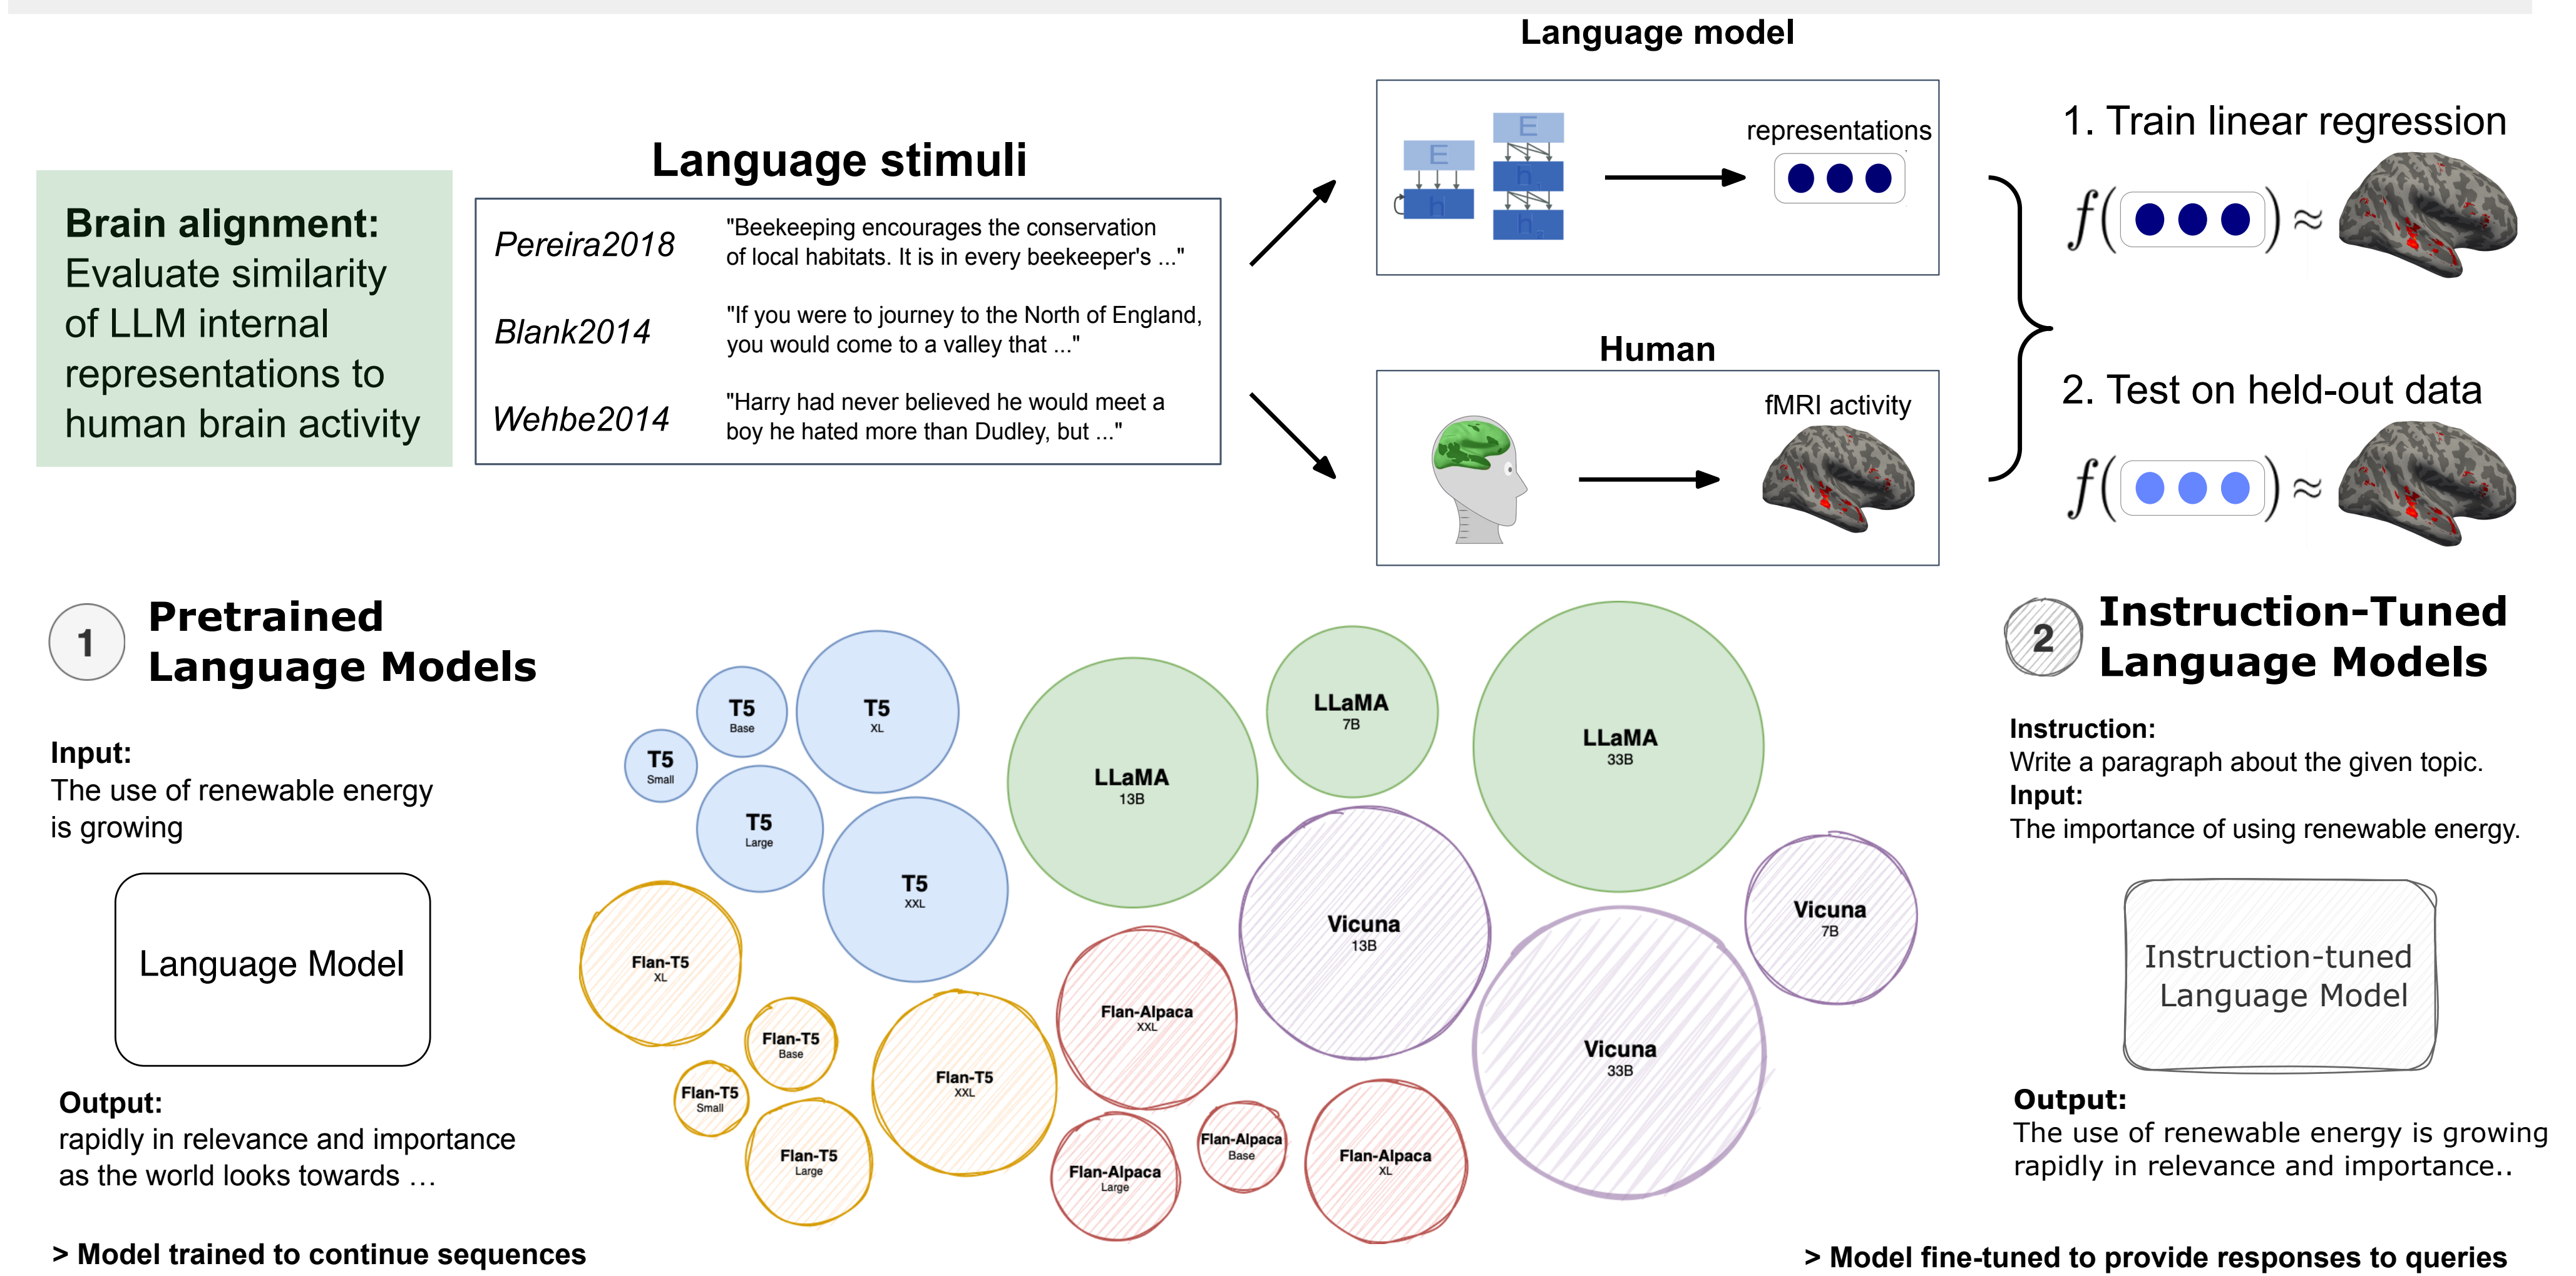 Brain alignment:
Evaluate similarity
of LLM internal
representations to
human brain activity
Language stimuli
Pereira2018
"Beekeeping encourages the conservation
of local habitats. It is in every beekeeper's ..."
Blank2014
"If you were to journey to the North of England,
you would come to a valley that ..."
Wehbe2014
"Harry had never believed he would meet a
boy he hated more than Dudley, but ..."
Language model
E
h
E
h
h
representations
Human
fMRI activity
1. Train linear regression
f( ) ≈
2. Test on held-out data
f( ) ≈
1
Pretrained
Language Models
Input:
The use of renewable energy
is growing
Language Model
Output:
rapidly in relevance and importance
as the world looks towards …
> Model trained to continue sequences
T5
Base
T5
XL
T5
Small
T5
Large
T5
XXL
LLaMA
13B
LLaMA
7B
LLaMA
33B
Vicuna
13B
Vicuna
7B
Vicuna
33B
Flan-T5
XL
Flan-T5
Base
Flan-T5
Small
Flan-T5
Large
Flan-T5
XXL
Flan-Alpaca
XXL
Flan-Alpaca
Large
Flan-Alpaca
Base
Flan-Alpaca
XL
2
Instruction-Tuned
Language Models
Instruction:
Write a paragraph about the given topic.
Input:
The importance of using renewable energy.
Instruction-tuned
Language Model
Output:
The use of renewable energy is growing
rapidly in relevance and importance..
> Model fine-tuned to provide responses to queries